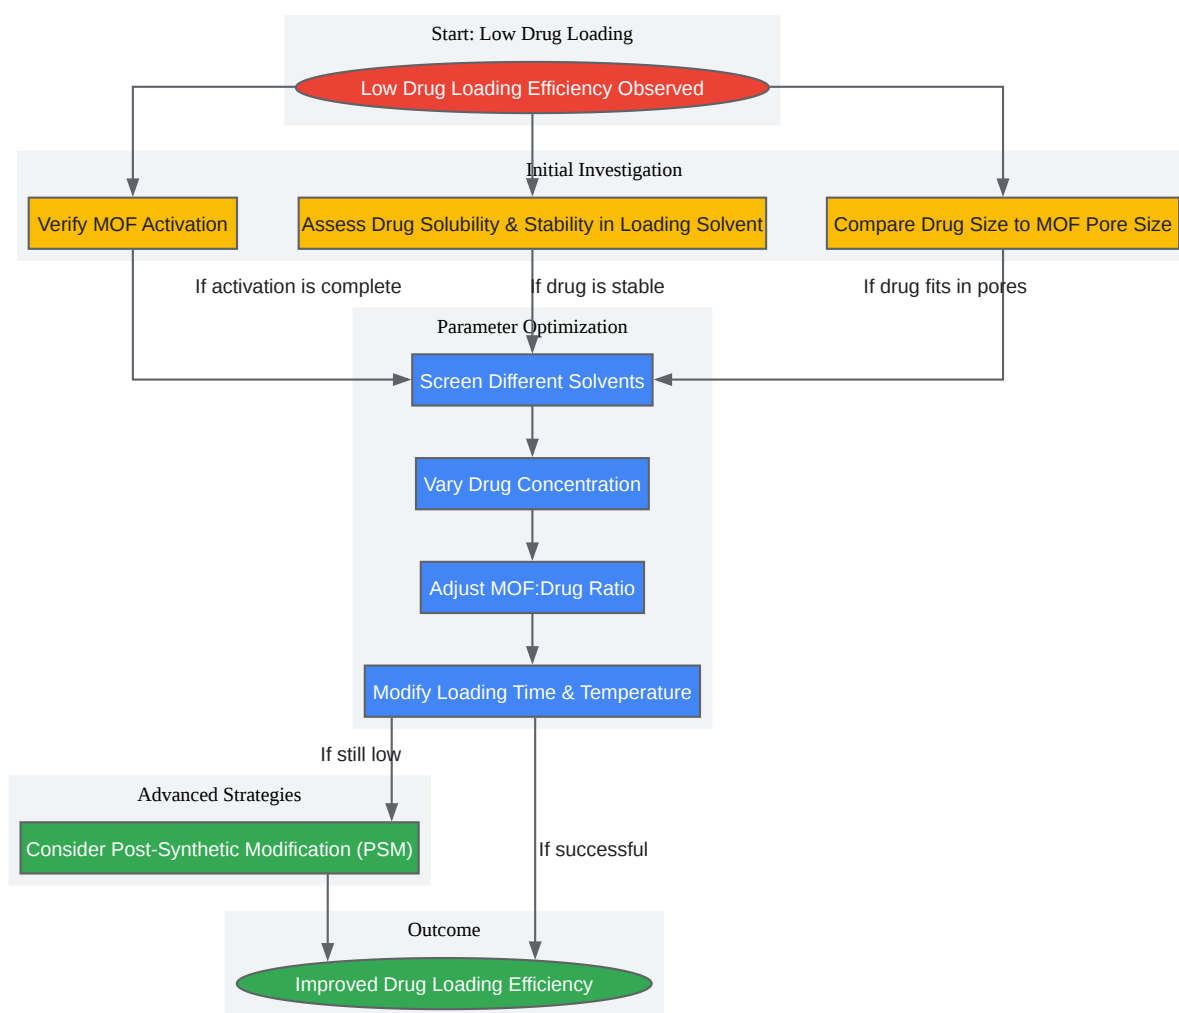 Start: Low Drug Loading
Low Drug Loading Efficiency Observed
Initial Investigation
Verify MOF Activation
Assess Drug Solubility & Stability in Loading Solvent
Compare Drug Size to MOF Pore Size
If activation is complete
If drug is stable
If drug fits in pores
Parameter Optimization
Screen Different Solvents
Vary Drug Concentration
Adjust MOF:Drug Ratio
Modify Loading Time & Temperature
If still low
Advanced Strategies
Consider Post-Synthetic Modification (PSM)
If successful
Outcome
Improved Drug Loading Efficiency